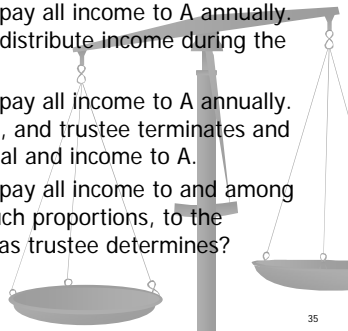 pay all income to A annually.
distribute income during the
pay all income to A annually.
, and trustee terminates and
al and income to A.
pay all income to and among
uch proportions, to the
as trustee determines?
35